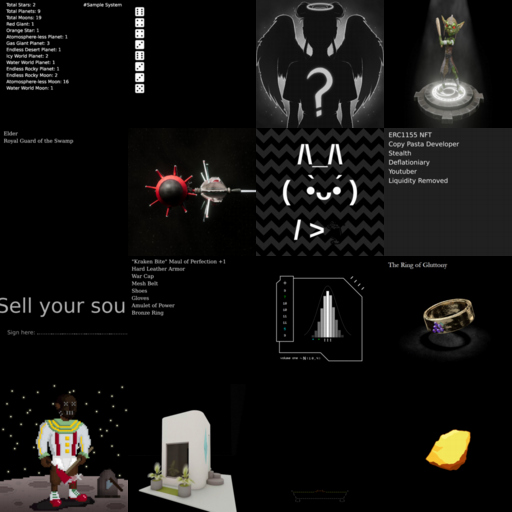 Total Stars: 2
#Sample System
Total Planets: 9
Total Moons: 19
Red Giant: 1
Orange Star: 1
Atomosphere-less Planet: 1
Gas Giant Planet: 3
Endless Desert Planet: 1
Icy World Planet: 2
Water World Planet: 1
Endless Rocky Planet: 1
Endless Rocky Moon: 2
Atomosphere-less Moon: 16
Water World Moon: 1
?
Elder
Royal Guard of the Swamp
/\_/\
/ >
ERC1155 NFT
Copy Pasta Developer
Stealth
Deflationiary
Youtuber
Liquidity Removed
Sell your sou
Sign here:
"Kraken Bite" Maul of Perfection +1
Hard Leather Armor
War Cap
Mesh Belt
Shoes
Gloves
Amulet of Power
Bronze Ring
The Ring of Gluttony